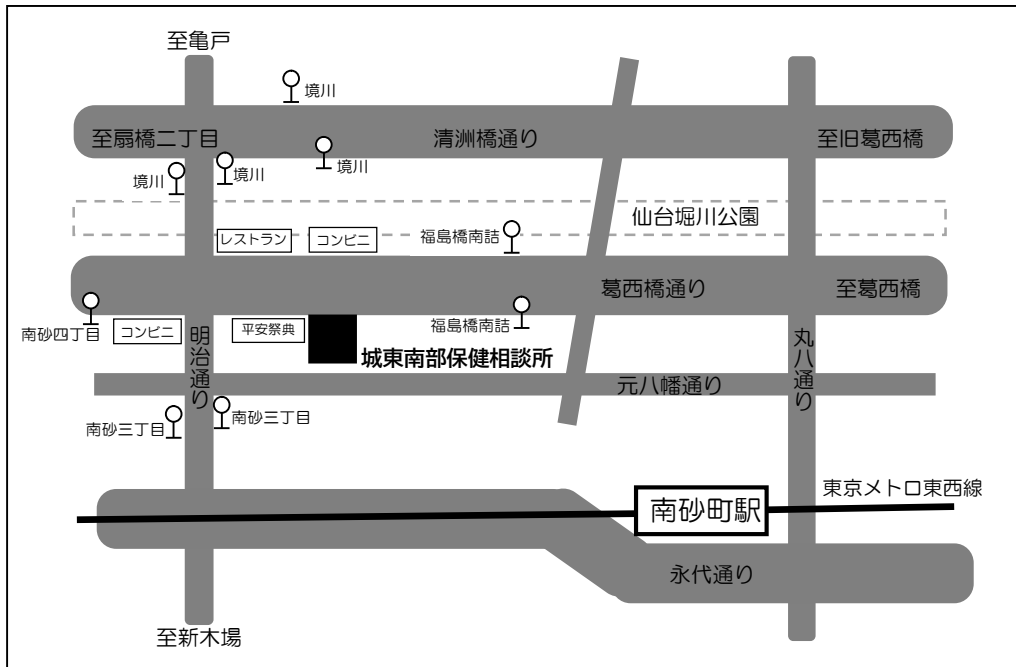 至亀戸
境川
至扇橋二丁目
清洲橋通り
至旧葛西橋
境川
境川
境川
仙台堀川公園
レストラン
コンビニ
福島橋南詰
葛西橋通り
至葛西橋
南砂四丁目
コンビニ
明治通り
平安祭典
福島橋南詰
城東南部保健相談所
丸八通り
元八幡通り
南砂三丁目
南砂三丁目
東京メトロ東西線
南砂町駅
永代通り
至新木場